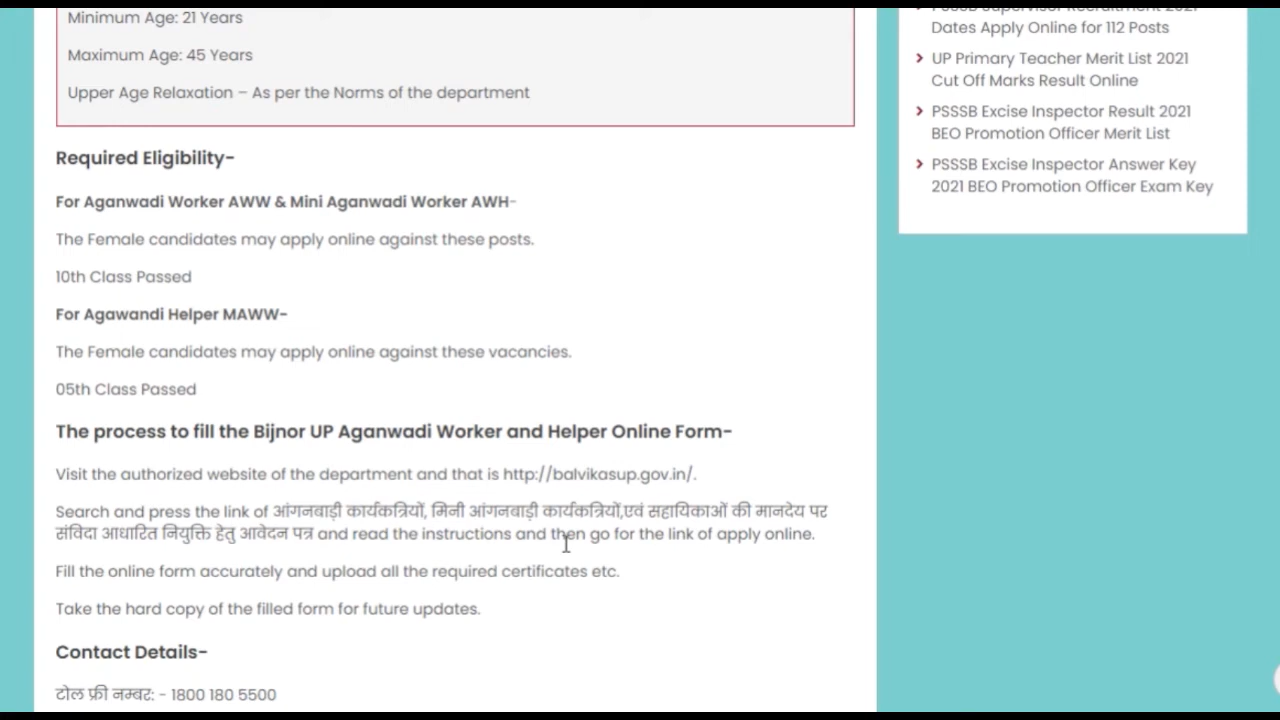 Minimum Age: 21 Years
Maximum Age: 45 Years
Upper Age Relaxation – As per the Norms of the department
Required Eligibility-
For Aganwadi Worker AWW & Mini Aganwadi Worker AWH-
The Female candidates may apply online against these posts.
10th Class Passed
For Agawandi Helper MAWW-
The Female candidates may apply online against these vacancies.
05th Class Passed
The process to fill the Bijnor UP Aganwadi Worker and Helper Online Form-
Visit the authorized website of the department and that is http://balvikasup.gov.in/.
Search and press the link of आंगनबाड़ी कार्यकत्रियों, मिनी आंगनबाड़ी कार्यकत्रियों,एवं सहायिकाओं की मानदेय पर
संविदा आधारित नियुक्ति हेतु आवेदन पत्र and read the instructions and then go for the link of apply online.
Fill the online form accurately and upload all the required certificates etc.
Take the hard copy of the filled form for future updates.
Contact Details-
टोल फ्री नम्बर: - 1800 180 5500
PSSSB Supervisor Recruitment 2021
Dates Apply Online for 112 Posts
UP Primary Teacher Merit List 2021
Cut Off Marks Result Online
PSSSB Excise Inspector Result 2021
BEO Promotion Officer Merit List
PSSSB Excise Inspector Answer Key
2021 BEO Promotion Officer Exam Key